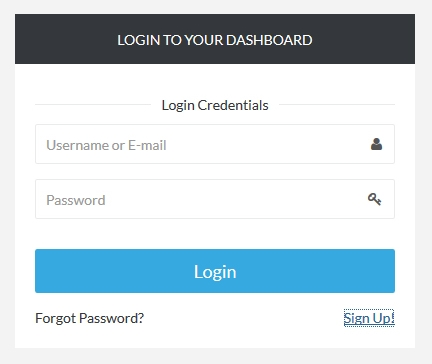 LOGIN TO YOUR DASHBOARD
Login Credentials
Username or E-mail
Password
Login
Forgot Password? Sign Up!